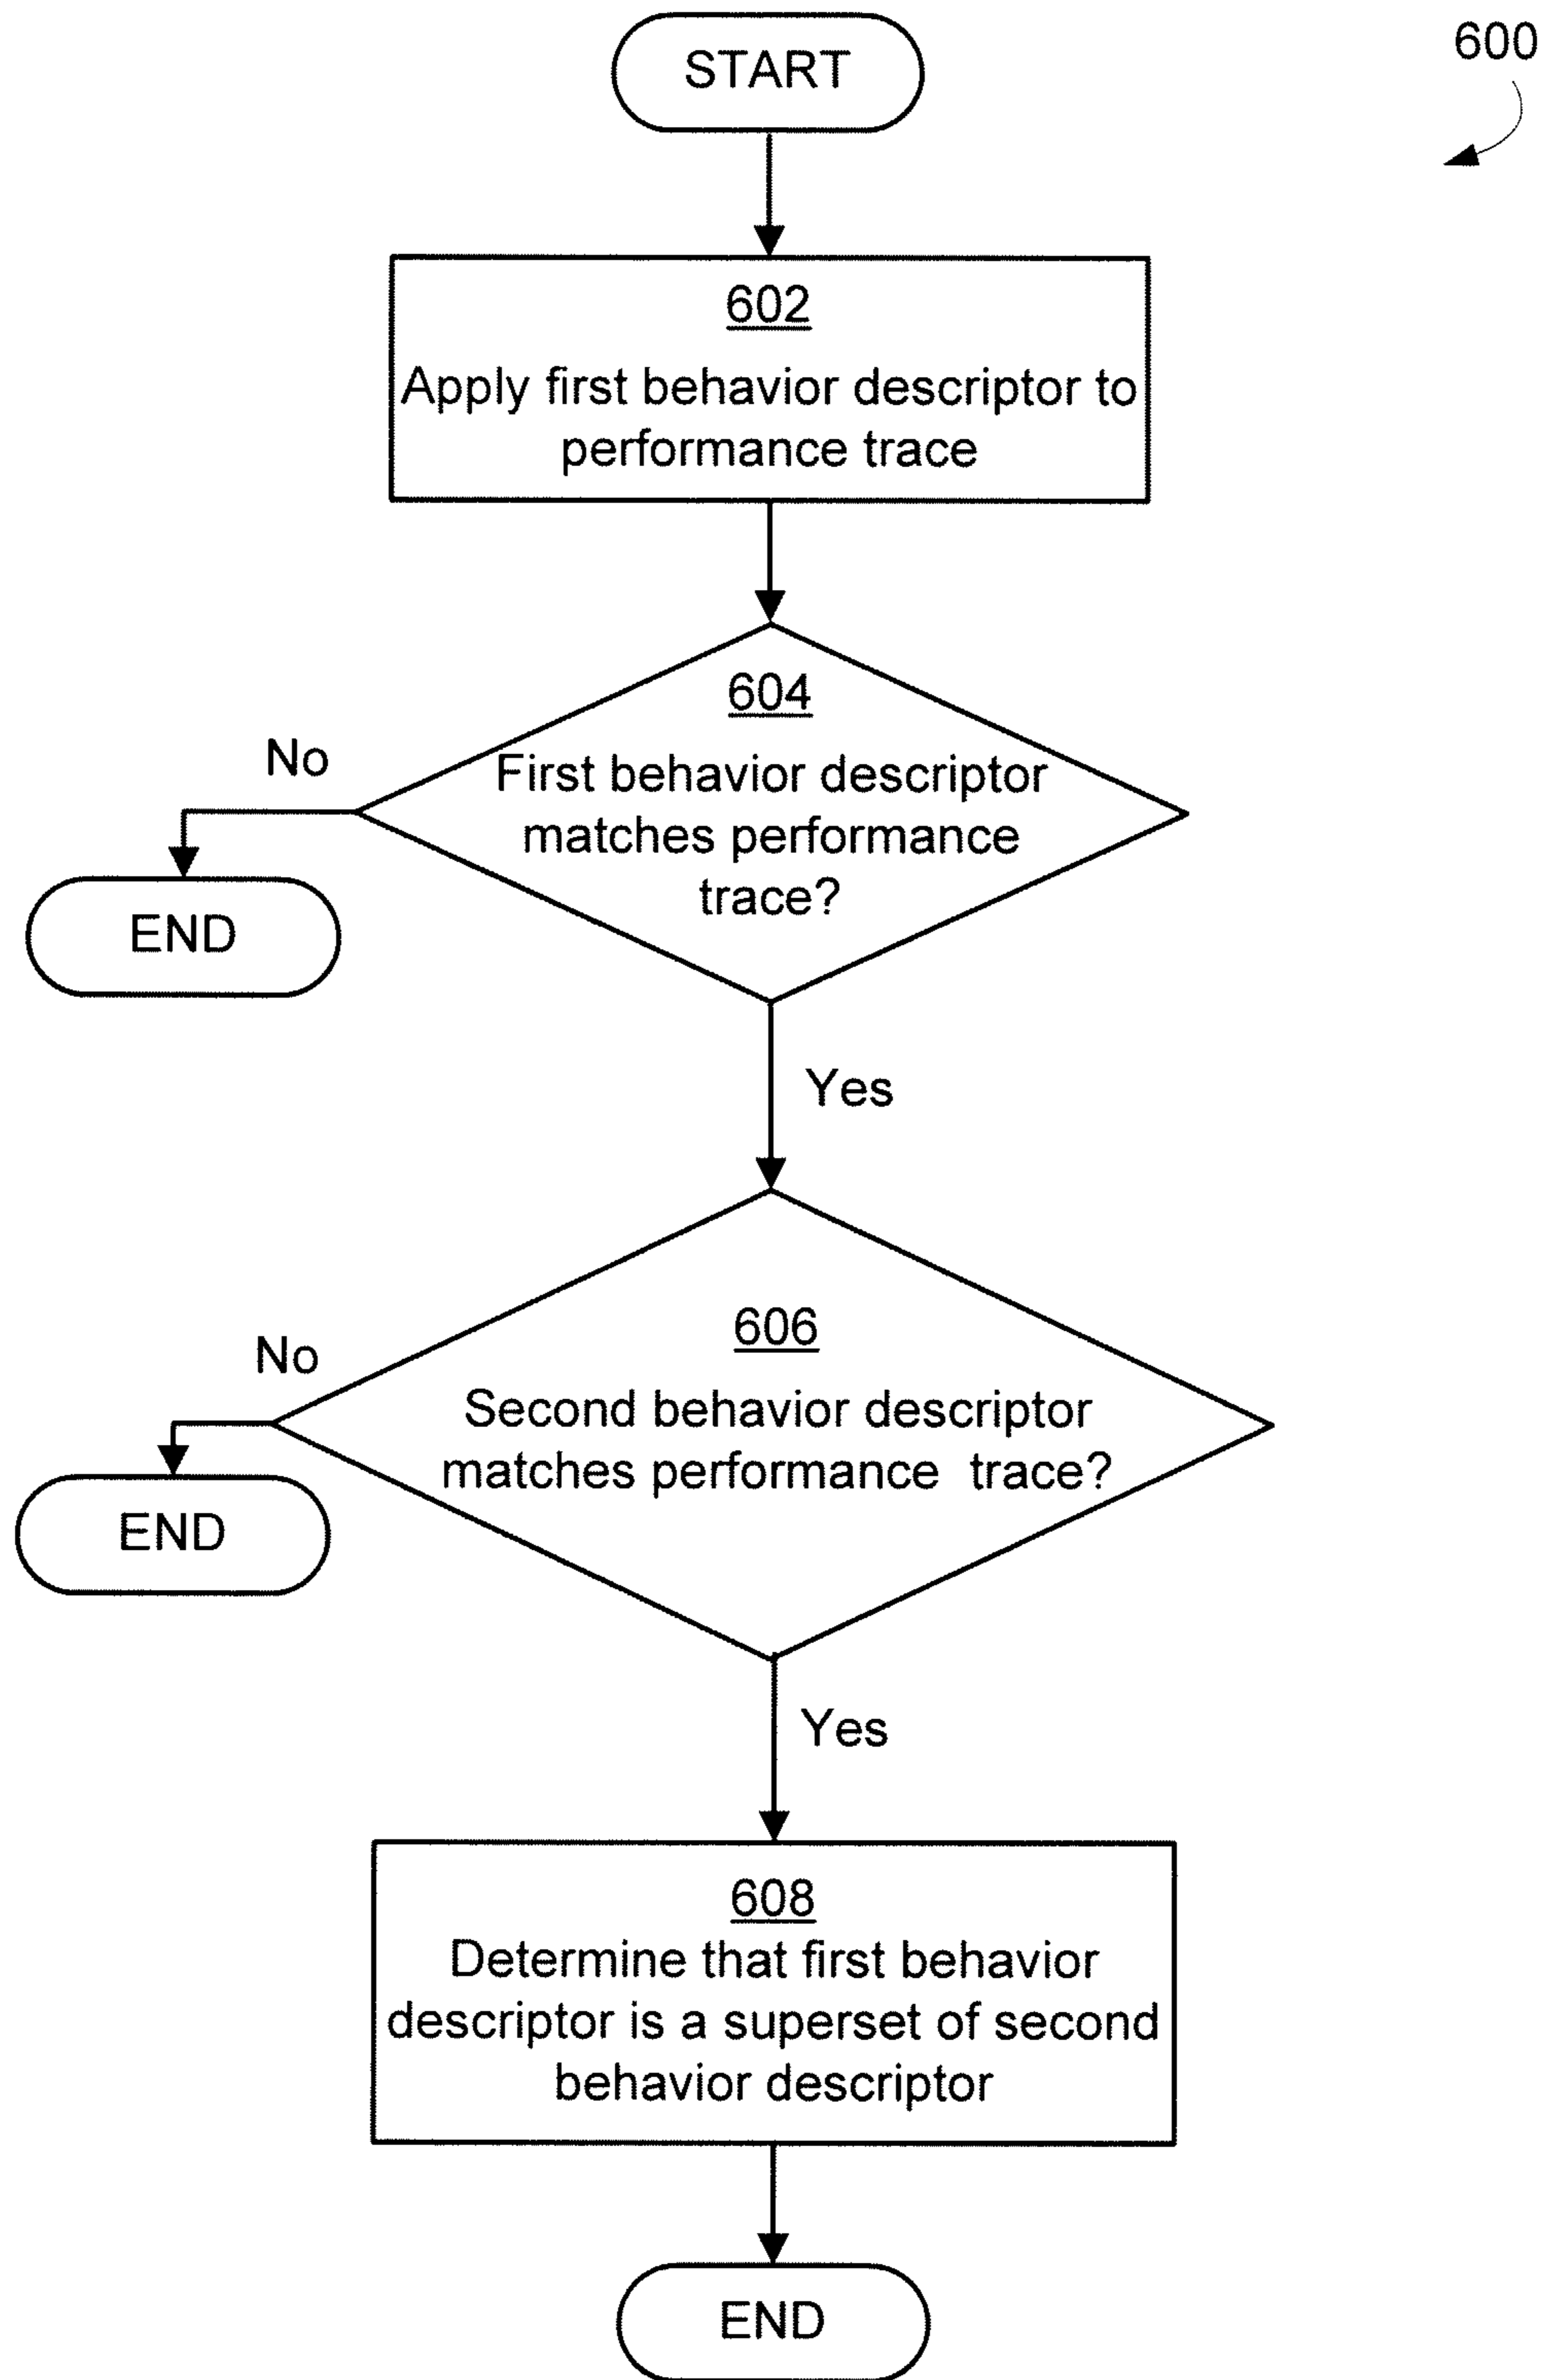 START
600
602
Apply first behavior descriptor to
performance trace
604
First behavior descriptor
matches performance
trace?
No
END
Yes
606
Second behavior descriptor
matches performance trace?
No
END
Yes
608
Determine that first behavior
descriptor is a superset of second
behavior descriptor
END